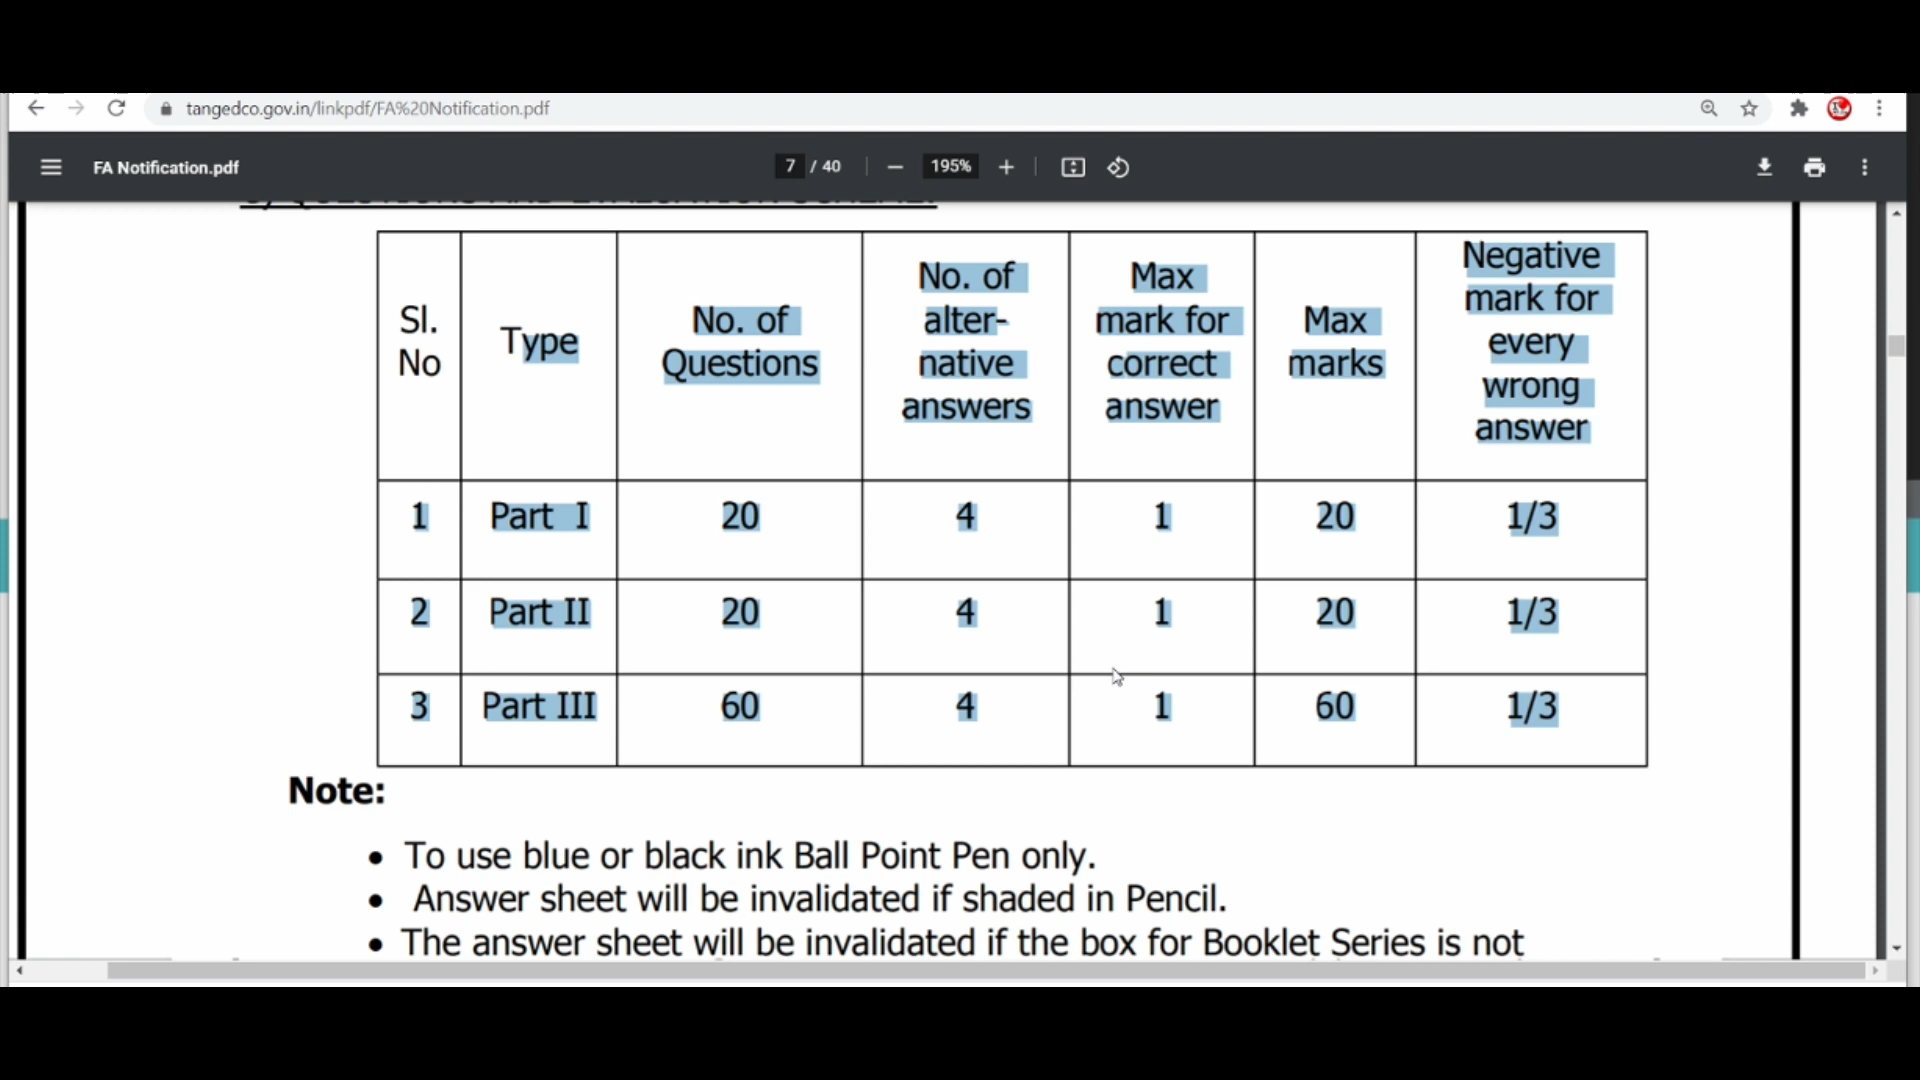 tangedco.gov.in/linkpdf/FA%20Notification.pdf
FA Notification.pdf
7 / 40
195%
Sl. No
Type
No. of Questions
No. of alter- native answers
Max mark for correct answer
Max marks
Negative mark for every wrong answer
1 Part I 20 4 1 20 1/3
2 Part II 20 4 1 20 1/3
3 Part III 60 4 1 60 1/3
Note:
• To use blue or black ink Ball Point Pen only.
• Answer sheet will be invalidated if shaded in Pencil.
• The answer sheet will be invalidated if the box for Booklet Series is not